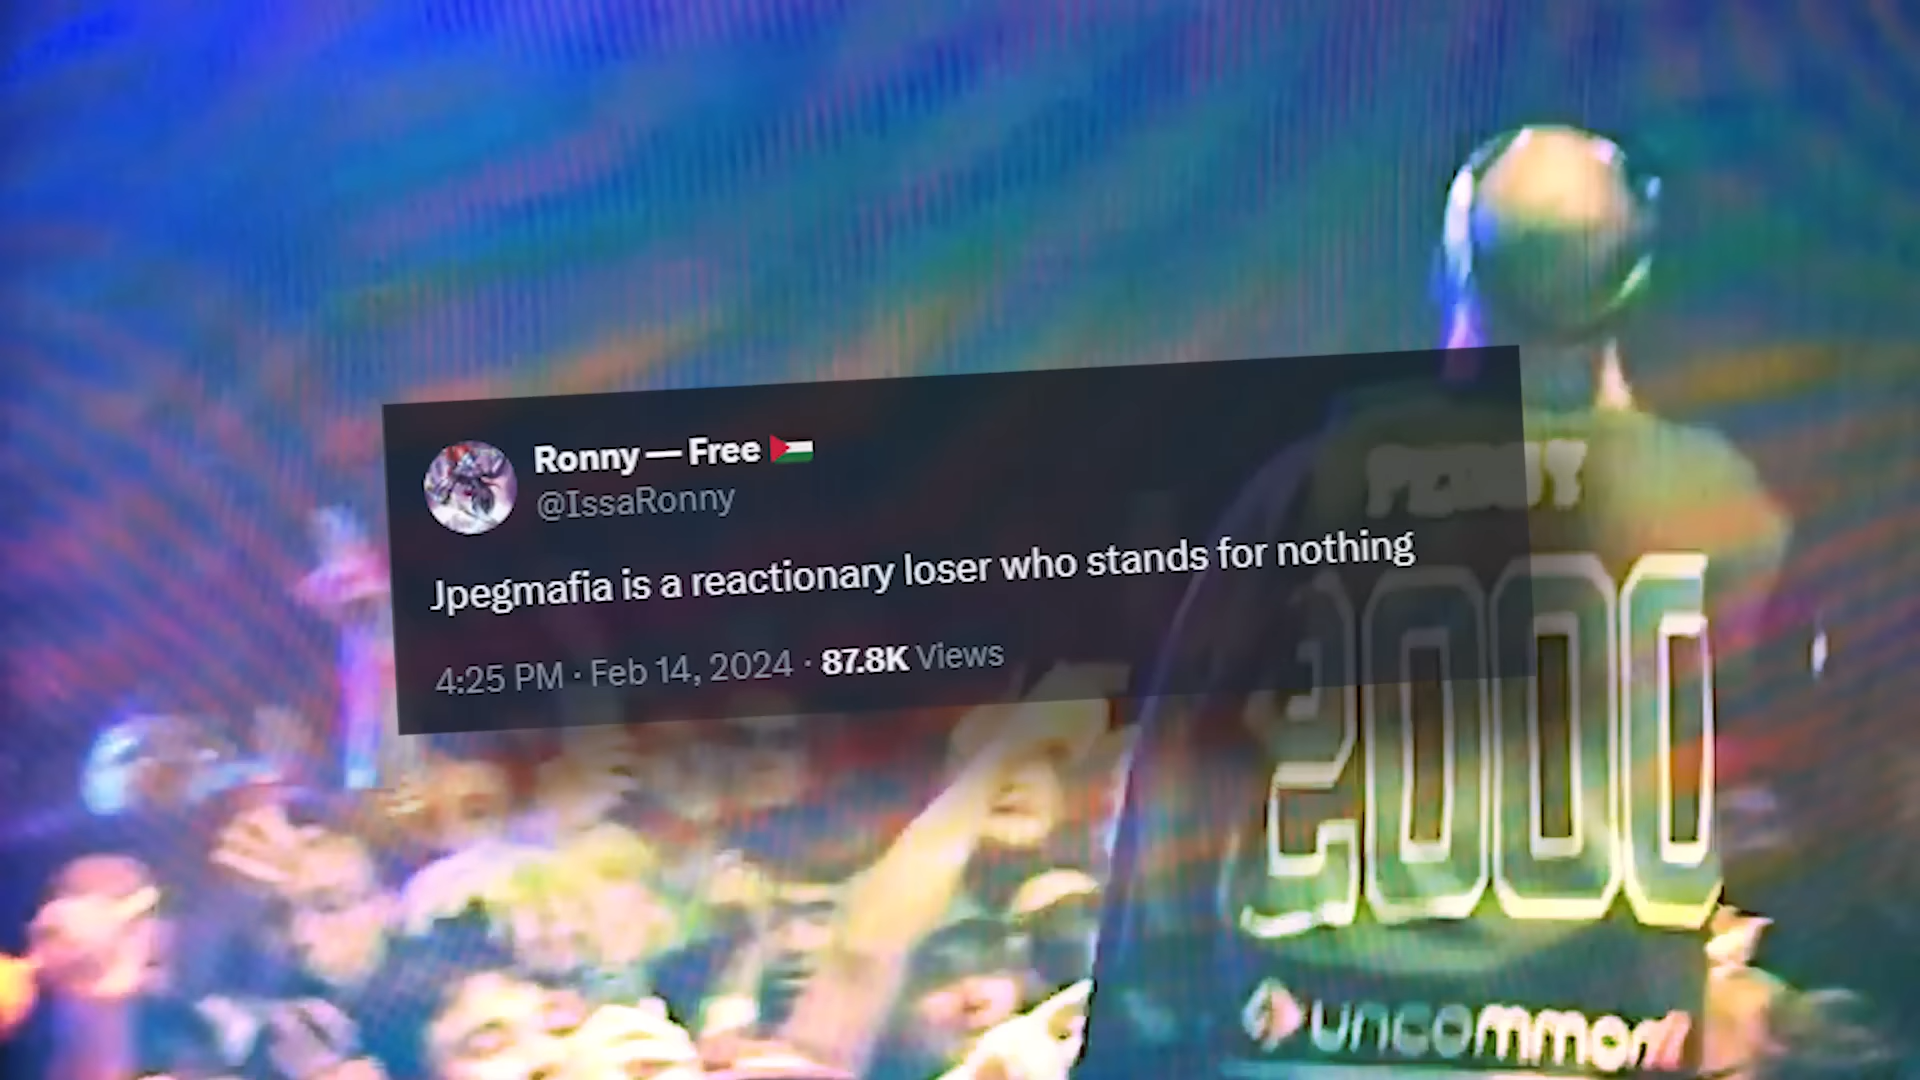 Ronny — Free 🇵🇸
@IssaRonny
Jpegmafia is a reactionary loser who stands for nothing
4:25 PM · Feb 14, 2024 · 87.8K Views
2000
uncommon